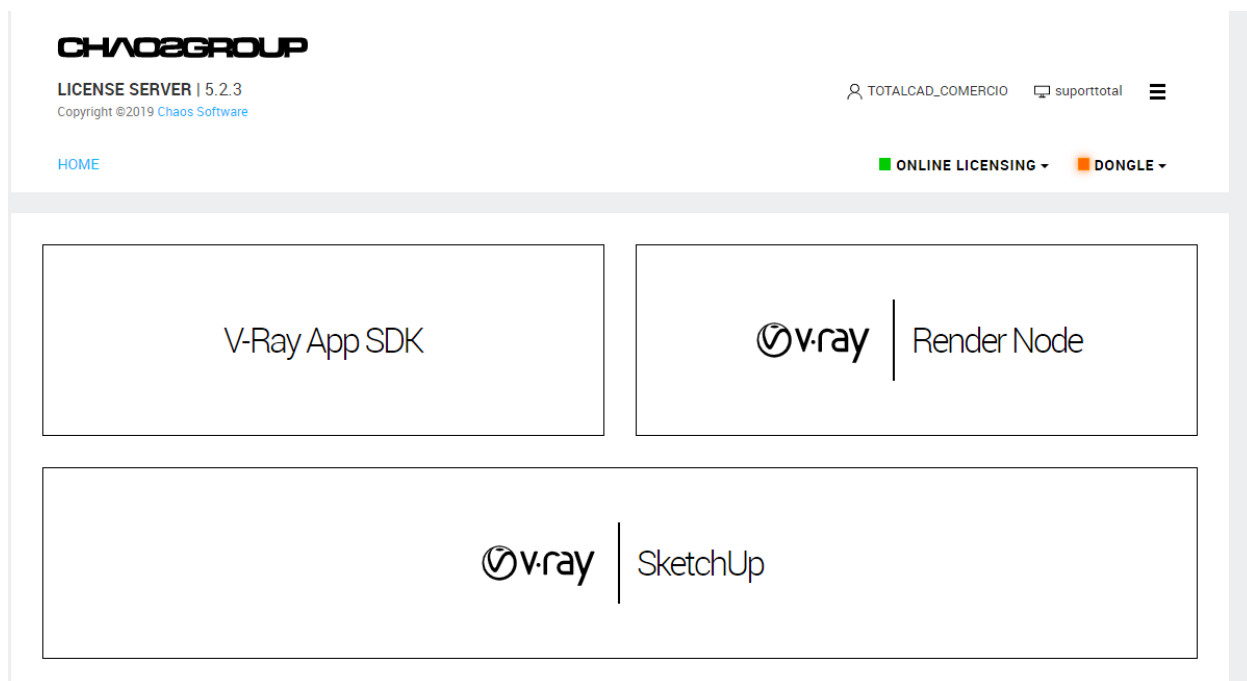 CHAOSGROUP
LICENSE SERVER | 5.2.3
Copyright ©2019 Chaos Software
TOTALCAD_COMERCIO suporttotal
HOME
ONLINE LICENSING DONGLE
V-Ray App SDK
v·ray Render Node
v·ray SketchUp